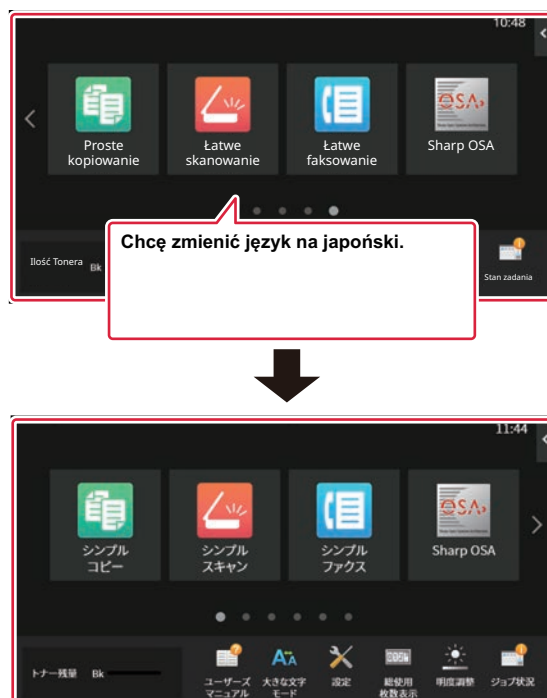 10:48
Proste
kopiowanie
Łatwe
skanowanie
Łatwe
faksowanie
OSA
Sharp OSA
Chcę zmienić język na japoński.
Ilość Tonera
Bk
Stan zadania
11:44
シンプル
コピー
シンプル
スキャン
シンプル
ファクス
OSA
Sharp OSA
トナー残量
Bk
ユーザーズ
マニュアル
大きな文字
モード
設定
総使用
枚数表示
明度調整
ジョブ状況